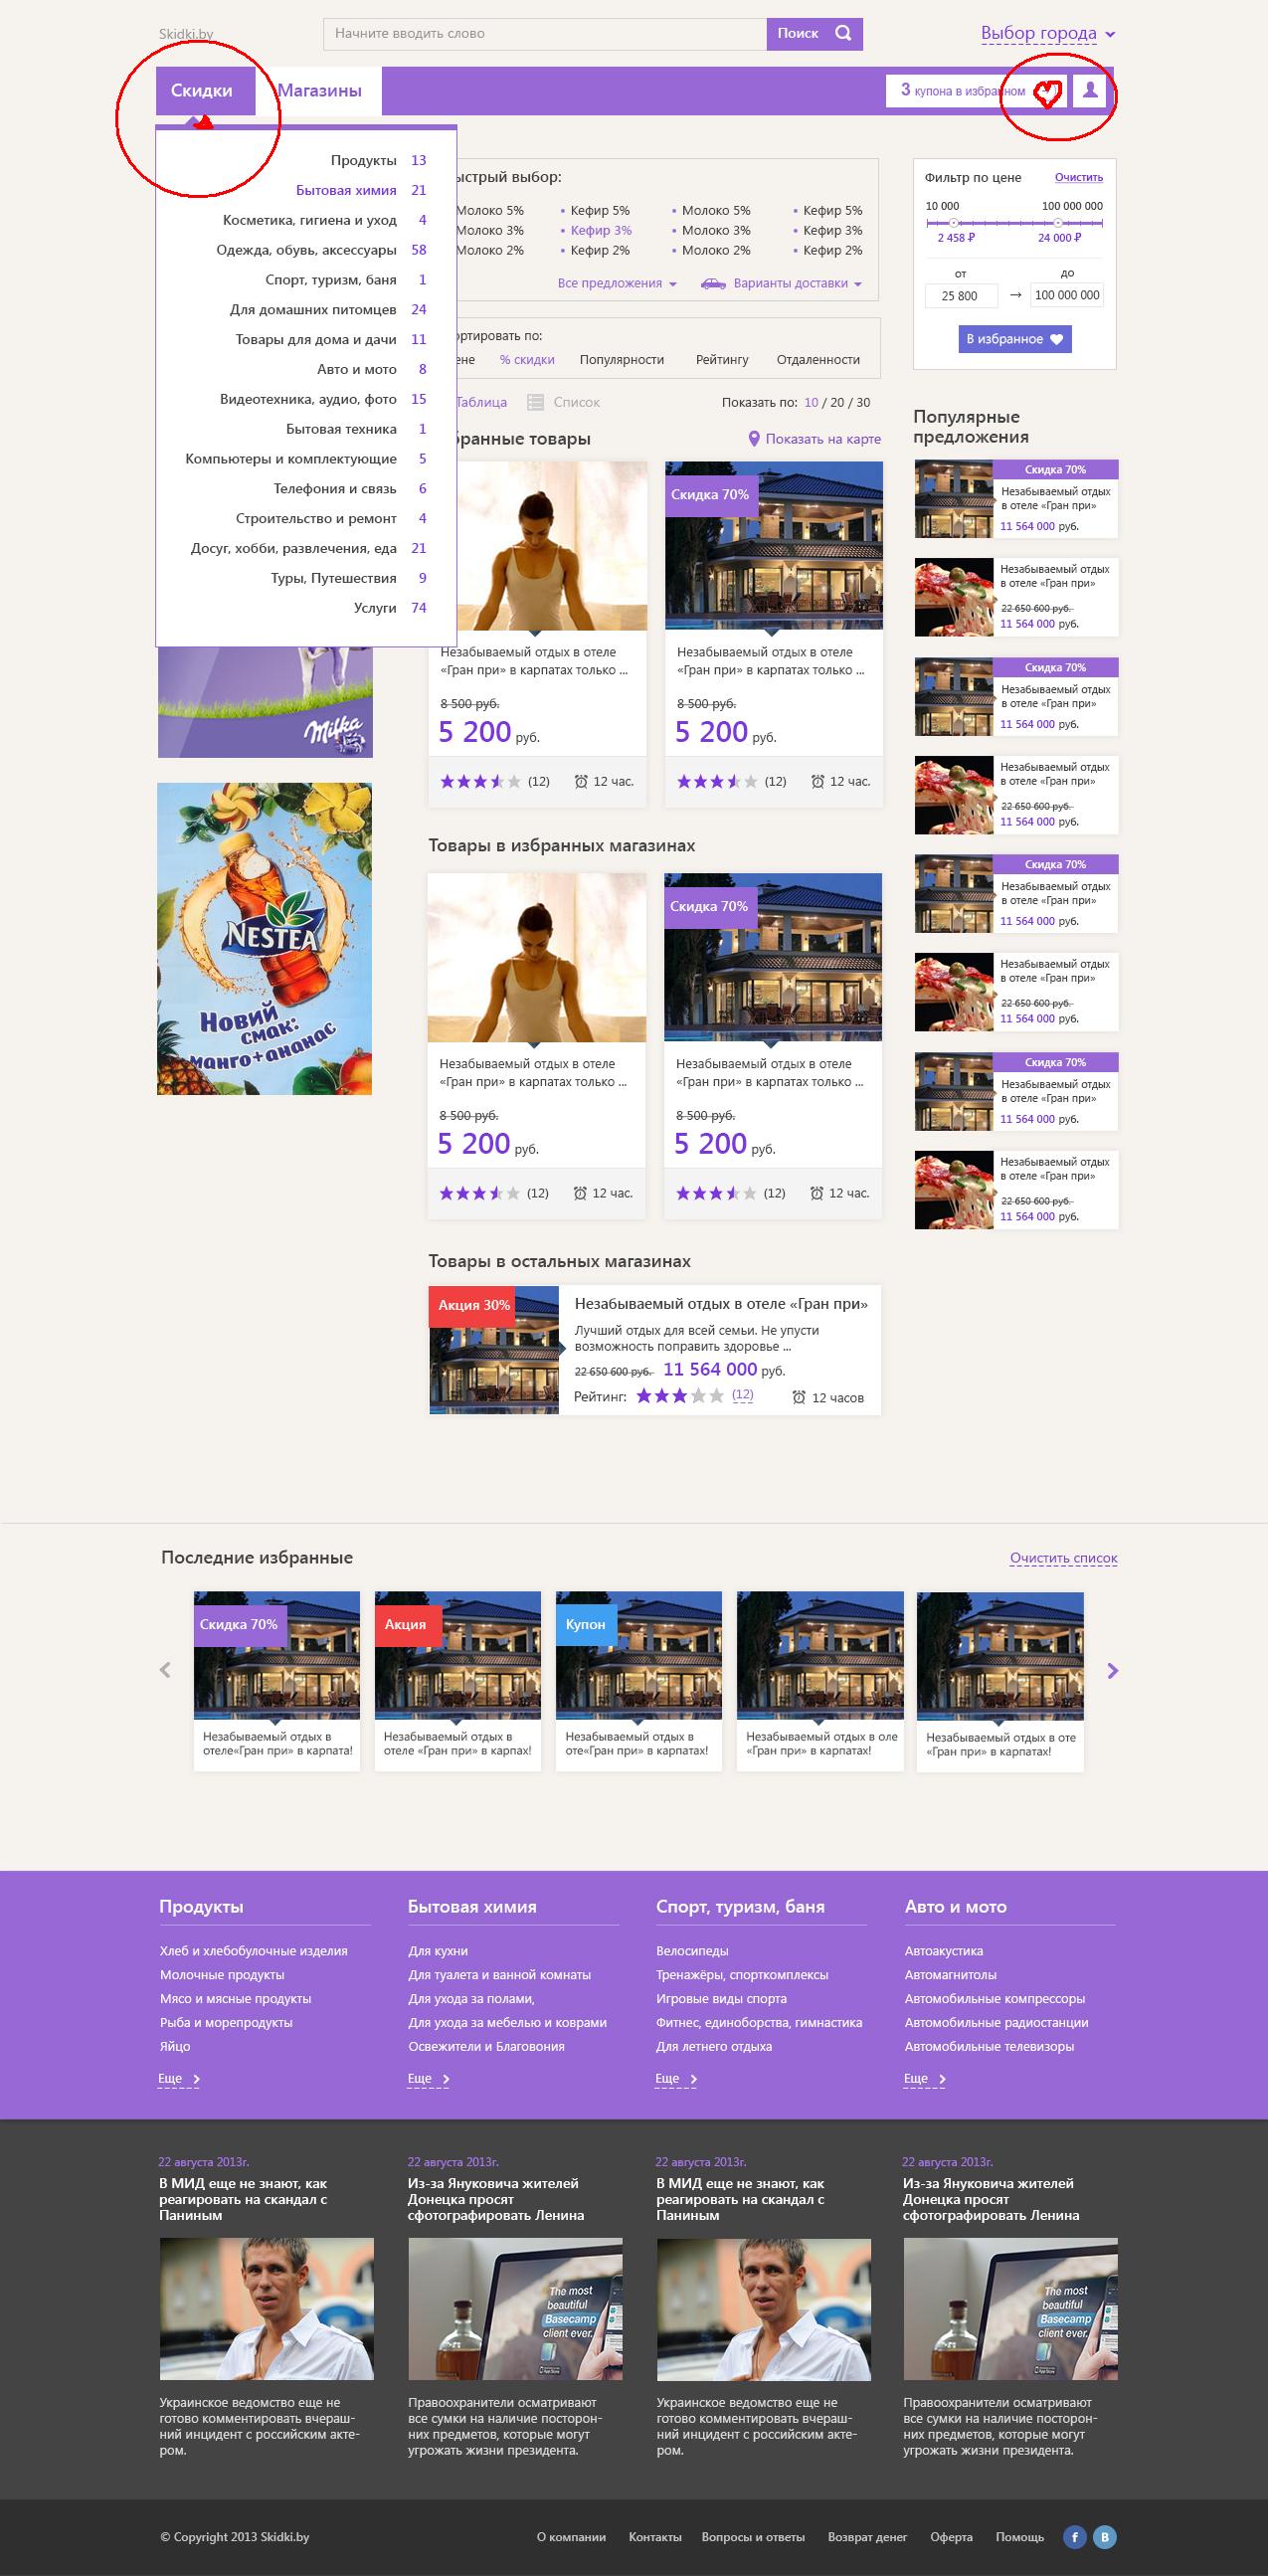 Skidki.by
Начните вводить слово
Поиск
Выбор города
Скидки
Магазины
3 купона в избранном
Продукты 13
Бытовая химия 21
Косметика, гигиена и уход 4
Одежда, обувь, аксессуары 58
Спорт, туризм, баня 1
Для домашних питомцев 24
Товары для дома и дачи 11
Авто и мото 8
Видеотехника, аудио, фото 15
Бытовая техника 1
Компьютеры и комплектующие 5
Телефония и связь 6
Строительство и ремонт 4
Досуг, хобби, развлечения, еда 21
Туры, Путешествия 9
Услуги 74
Milka
NESTEA
Новий
смак:
манго+ананас
ыстрый выбор:
Молоко 5% • Кефир 5% • Молоко 5% • Кефир 5%
Молоко 3% • Кефир 3% • Молоко 3% • Кефир 3%
Молоко 2% • Кефир 2% • Молоко 2% • Кефир 2%
Все предложения
Варианты доставки
ортировать по:
ене % скидки Популярности Рейтингу Отдаленности
Таблица
Список
Показать по: 10 / 20 / 30
бранные товары
Показать на карте
Незабываемый отдых в отеле
«Гран при» в карпатах только ...
8 500 руб.
5 200 руб.
(12) 12 час.
Скидка 70%
Незабываемый отдых в отеле
«Гран при» в карпатах только ...
8 500 руб.
5 200 руб.
(12) 12 час.
Товары в избранных магазинах
Незабываемый отдых в отеле
«Гран при» в карпатах только ...
8 500 руб.
5 200 руб.
(12) 12 час.
Скидка 70%
Незабываемый отдых в отеле
«Гран при» в карпатах только ...
8 500 руб.
5 200 руб.
(12) 12 час.
Товары в остальных магазинах
Акция 30%
Незабываемый отдых в отеле «Гран при»
Лучший отдых для всей семьи. Не упусти
возможность поправить здоровье ...
22 650 600 руб. 11 564 000 руб.
Рейтинг: (12) 12 часов
Фильтр по цене Очистить
10 000 100 000 000
2 458 ₽ 24 000 ₽
от до
25 800 → 100 000 000
В избранное
Популярные
предложения
Скидка 70%
Незабываемый отдых
в отеле «Гран при»
11 564 000 руб.
Незабываемый отдых
в отеле «Гран при»
22 650 600 руб.
11 564 000 руб.
Скидка 70%
Незабываемый отдых
в отеле «Гран при»
11 564 000 руб.
Незабываемый отдых
в отеле «Гран при»
22 650 600 руб.
11 564 000 руб.
Скидка 70%
Незабываемый отдых
в отеле «Гран при»
11 564 000 руб.
Незабываемый отдых
в отеле «Гран при»
22 650 600 руб.
11 564 000 руб.
Скидка 70%
Незабываемый отдых
в отеле «Гран при»
11 564 000 руб.
Незабываемый отдых
в отеле «Гран при»
22 650 600 руб.
11 564 000 руб.
Последние избранные
Очистить список
Скидка 70%
Незабываемый отдых в
отеле«Гран при» в карпата!
Акция
Незабываемый отдых в
отеле «Гран при» в карпах!
Купон
Незабываемый отдых в
оте«Гран при» в карпатах!
Незабываемый отдых в оле
«Гран при» в карпатах!
Незабываемый отдых в оте
«Гран при» в карпатах!
Продукты
Хлеб и хлебобулочные изделия
Молочные продукты
Мясо и мясные продукты
Рыба и морепродукты
Яйцо
Еще
Бытовая химия
Для кухни
Для туалета и ванной комнаты
Для ухода за полами,
Для ухода за мебелью и коврами
Освежители и Благовония
Еще
Спорт, туризм, баня
Велосипеды
Тренажёры, спорткомплексы
Игровые виды спорта
Фитнес, единоборства, гимнастика
Для летнего отдыха
Еще
Авто и мото
Автоакустика
Автомагнитолы
Автомобильные компрессоры
Автомобильные радиостанции
Автомобильные телевизоры
Еще
22 августа 2013г.
В МИД еще не знают, как
реагировать на скандал с
Паниным
Украинское ведомство еще не
готово комментировать вчераш-
ний инцидент с российским акте-
ром.
22 августа 2013г.
Из-за Януковича жителей
Донецка просят
сфотографировать Ленина
The most
beautiful
Basecamp
client ever.
Правоохранители осматривают
все сумки на наличие посторон-
них предметов, которые могут
угрожать жизни президента.
22 августа 2013г.
В МИД еще не знают, как
реагировать на скандал с
Паниным
Украинское ведомство еще не
готово комментировать вчераш-
ний инцидент с российским акте-
ром.
22 августа 2013г.
Из-за Януковича жителей
Донецка просят
сфотографировать Ленина
The most
beautiful
Basecamp
client ever.
Правоохранители осматривают
все сумки на наличие посторон-
них предметов, которые могут
угрожать жизни президента.
© Copyright 2013 Skidki.by
О компании Контакты Вопросы и ответы Возврат денег Оферта Помощь f B